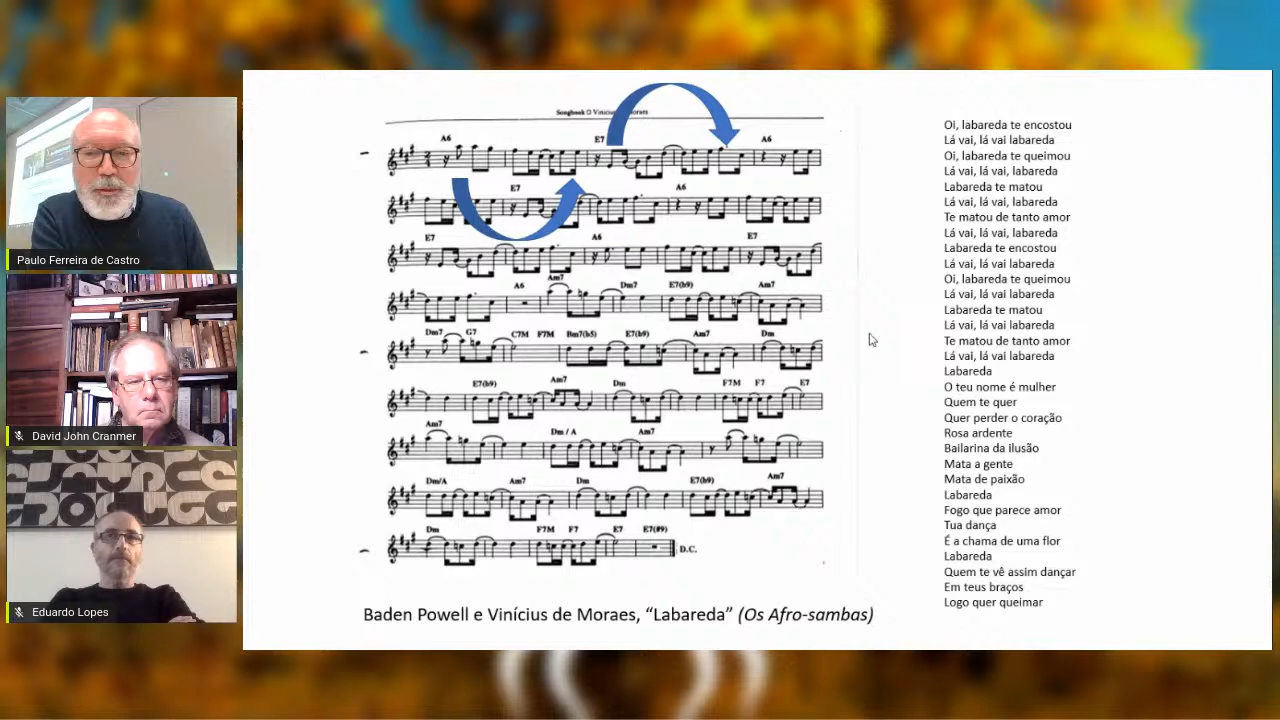 Paulo Ferreira de Castro
David John Cranmer
Eduardo Lopes
Songbook
A6 E7 A6
E7 A6
E7 A6 E7
A6 Am7 Dm7 E7(b9) Am7
Dm7 G7 C7M F7M Bm7(b5) E7(b9) Am7 Dm
E7(b9) Am7 Dm F7M F7 E7
Am7 Dm / A Am7
Dm/A Am7 Dm E7(b9) Am7
Dm F7M F7 E7 E7(#9) D.C.
Baden Powell e Vinícius de Moraes, “Labareda” (Os Afro-sambas)
Oi, labareda te encostou
Lá vai, lá vai labareda
Oi, labareda te queimou
Lá vai, lá vai, labareda
Labareda te matou
Lá vai, lá vai, labareda
Te matou de tanto amor
Lá vai, lá vai, labareda
Labareda te encostou
Lá vai, lá vai labareda
Oi, labareda te queimou
Lá vai, lá vai labareda
Labareda te matou
Lá vai, lá vai labareda
Te matou de tanto amor
Lá vai, lá vai labareda
Labareda
O teu nome é mulher
Quem te quer
Quer perder o coração
Rosa ardente
Bailarina da ilusão
Mata a gente
Mata de paixão
Labareda
Fogo que parece amor
Tua dança
É a chama de uma flor
Labareda
Quem te vê assim dançar
Em teus braços
Logo quer queimar